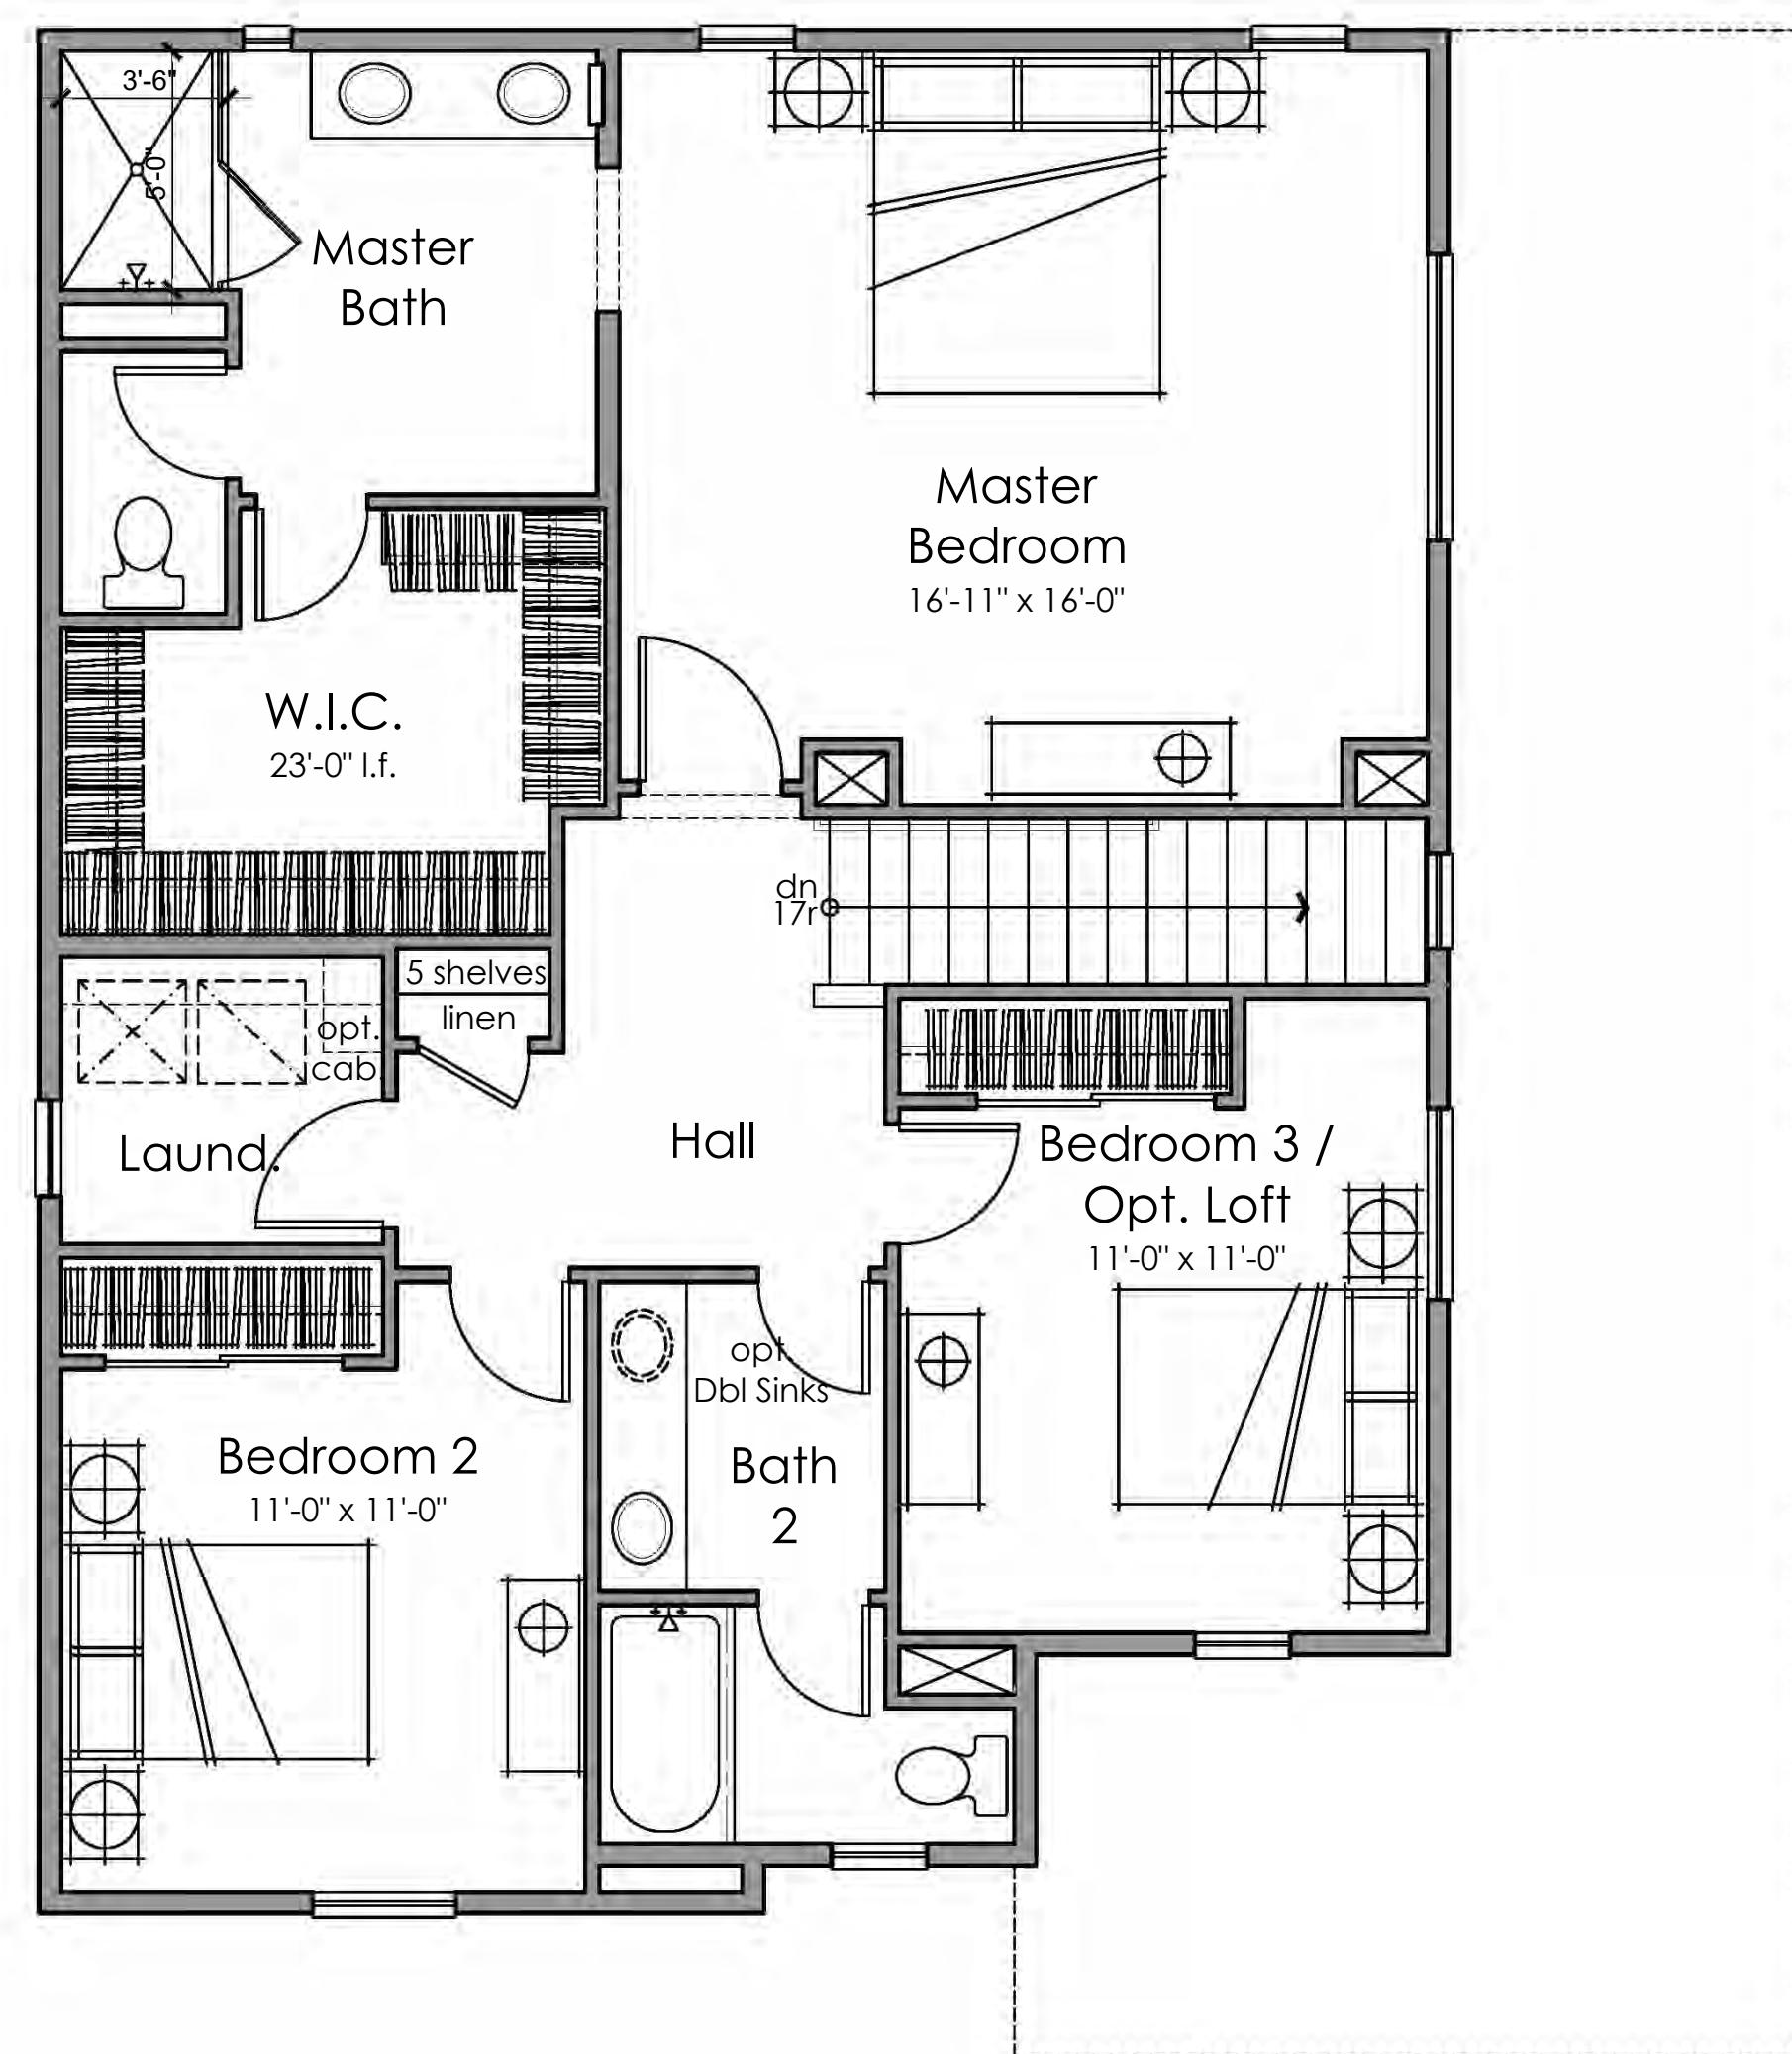 3'-6"
5'-0"
Master
Bath
Master
Bedroom
16'-11" x 16'-0"
W.I.C.
23'-0" l.f.
dn
17r
5 shelves
linen
opt.
cab.
Laund.
Hall
Bedroom 3 /
Opt. Loft
11'-0" x 11'-0"
opt.
Dbl Sinks
Bath
2
Bedroom 2
11'-0" x 11'-0"